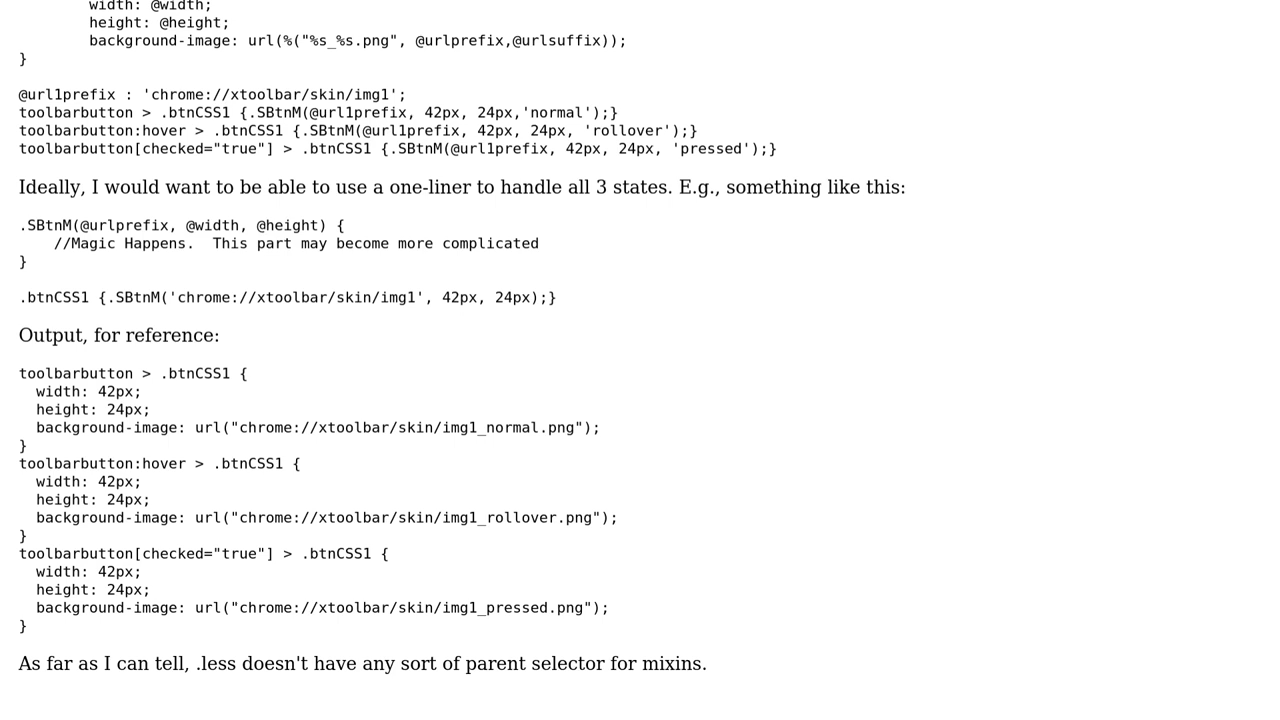 width: @width;
        height: @height;
        background-image: url(%("%s_%s.png", @urlprefix,@urlsuffix));
}

@url1prefix : 'chrome://xtoolbar/skin/img1';
toolbarbutton > .btnCSS1 {.SBtnM(@url1prefix, 42px, 24px,'normal');}
toolbarbutton:hover > .btnCSS1 {.SBtnM(@url1prefix, 42px, 24px, 'rollover');}
toolbarbutton[checked="true"] > .btnCSS1 {.SBtnM(@url1prefix, 42px, 24px, 'pressed');}

Ideally, I would want to be able to use a one-liner to handle all 3 states. E.g., something like this:

.SBtnM(@urlprefix, @width, @height) {
    //Magic Happens.  This part may become more complicated
}

.btnCSS1 {.SBtnM('chrome://xtoolbar/skin/img1', 42px, 24px);}

Output, for reference:

toolbarbutton > .btnCSS1 {
  width: 42px;
  height: 24px;
  background-image: url("chrome://xtoolbar/skin/img1_normal.png");
}
toolbarbutton:hover > .btnCSS1 {
  width: 42px;
  height: 24px;
  background-image: url("chrome://xtoolbar/skin/img1_rollover.png");
}
toolbarbutton[checked="true"] > .btnCSS1 {
  width: 42px;
  height: 24px;
  background-image: url("chrome://xtoolbar/skin/img1_pressed.png");
}

As far as I can tell, .less doesn't have any sort of parent selector for mixins.